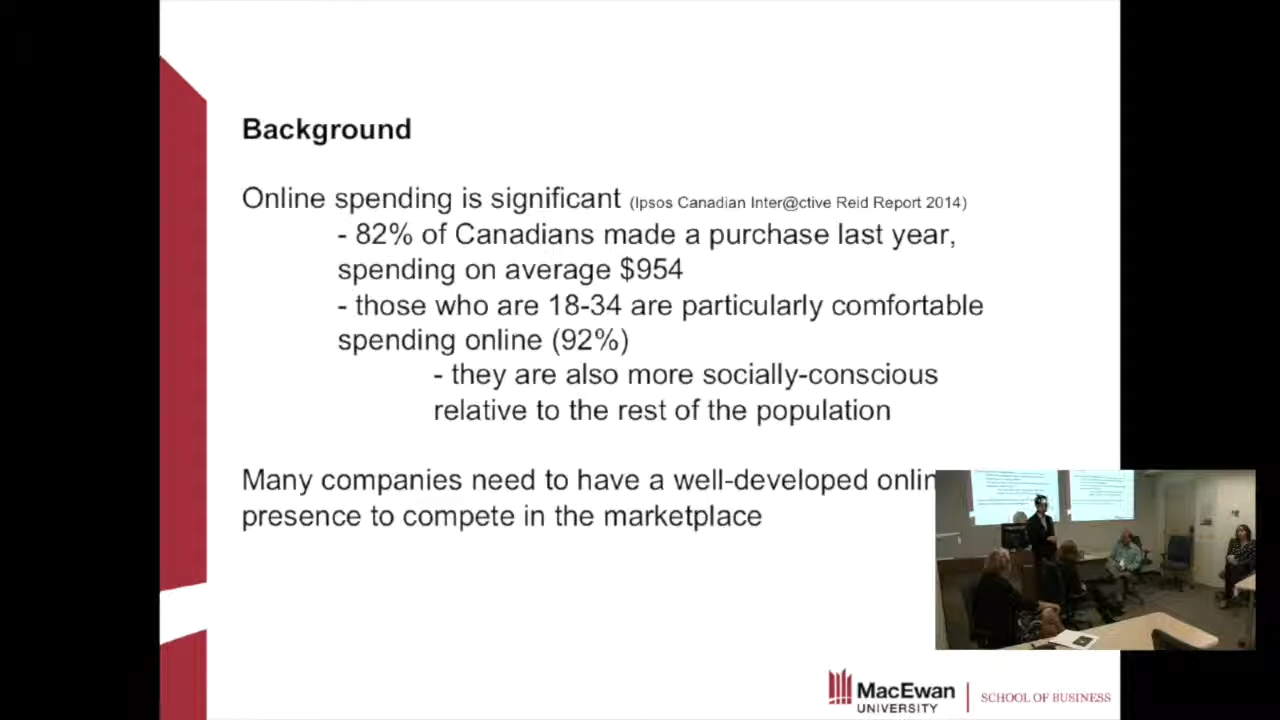 Background
Online spending is significant (Ipsos Canadian Inter@ctive Reid Report 2014)
- 82% of Canadians made a purchase last year,
spending on average $954
- those who are 18-34 are particularly comfortable
spending online (92%)
- they are also more socially-conscious
relative to the rest of the population
Many companies need to have a well-developed onlin
presence to compete in the marketplace
MacEwan
UNIVERSITY
SCHOOL OF BUSINESS